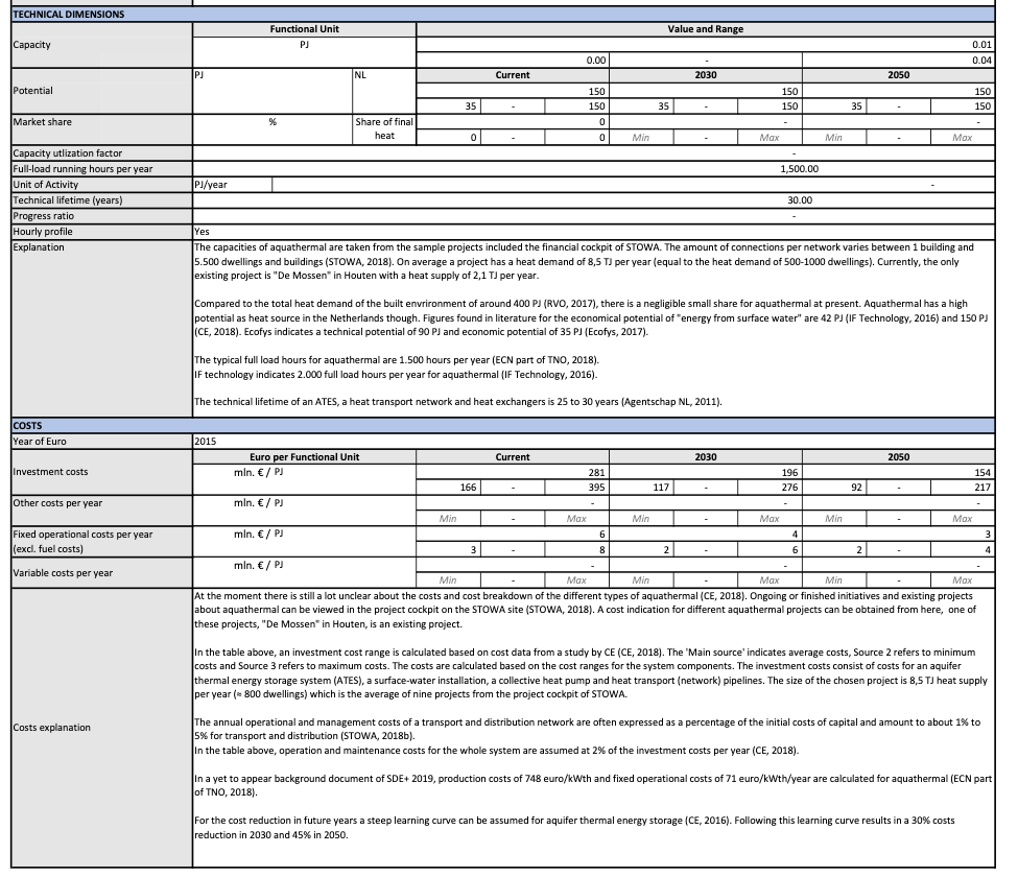 TECHNICAL DIMENSIONS
Functional Unit Value and Range
Capacity PJ 0.01
0.00 - 0.04
Potential PJ NL Current 2030 2050
150 150 150
35 - 150 35 - 150 35 - 150
Market share % Share of final heat 0 - -
0 - 0 Min - Max Min - Max
Capacity utlization factor -
Full-load running hours per year 1,500.00
Unit of Activity PJ/year -
Technical lifetime (years) 30.00
Progress ratio -
Hourly profile Yes
Explanation
The capacities of aquathermal are taken from the sample projects included the financial cockpit of STOWA. The amount of connections per network varies between 1 building and
5.500 dwellings and buildings (STOWA, 2018). On average a project has a heat demand of 8,5 TJ per year (equal to the heat demand of 500-1000 dwellings). Currently, the only
existing project is "De Mossen" in Houten with a heat supply of 2,1 TJ per year.
Compared to the total heat demand of the built envrironment of around 400 PJ (RVO, 2017), there is a negligible small share for aquathermal at present. Aquathermal has a high
potential as heat source in the Netherlands though. Figures found in literature for the economical potential of "energy from surface water" are 42 PJ (IF Technology, 2016) and 150 PJ
(CE, 2018). Ecofys indicates a technical potential of 90 PJ and economic potential of 35 PJ (Ecofys, 2017).
The typical full load hours for aquathermal are 1.500 hours per year (ECN part of TNO, 2018).
IF technology indicates 2.000 full load hours per year for aquathermal (IF Technology, 2016).
The technical lifetime of an ATES, a heat transport network and heat exchangers is 25 to 30 years (Agentschap NL, 2011).
COSTS
Year of Euro 2015
Euro per Functional Unit Current 2030 2050
Investment costs mln. € / PJ 281 196 154
166 - 395 117 - 276 92 - 217
Other costs per year mln. € / PJ - - -
Min - Max Min - Max Min - Max
Fixed operational costs per year mln. € / PJ 6 4 3
(excl. fuel costs) 3 - 8 2 - 6 2 - 4
Variable costs per year mln. € / PJ - - -
Min - Max Min - Max Min - Max
Costs explanation
At the moment there is still a lot unclear about the costs and cost breakdown of the different types of aquathermal (CE, 2018). Ongoing or finished initiatives and existing projects
about aquathermal can be viewed in the project cockpit on the STOWA site (STOWA, 2018). A cost indication for different aquathermal projects can be obtained from here, one of
these projects, "De Mossen" in Houten, is an existing project.
In the table above, an investment cost range is calculated based on cost data from a study by CE (CE, 2018). The 'Main source' indicates average costs, Source 2 refers to minimum
costs and Source 3 refers to maximum costs. The costs are calculated based on the cost ranges for the system components. The investment costs consist of costs for an aquifer
thermal energy storage system (ATES), a surface-water installation, a collective heat pump and heat transport (network) pipelines. The size of the chosen project is 8,5 TJ heat supply
per year (≈ 800 dwellings) which is the average of nine projects from the project cockpit of STOWA.
The annual operational and management costs of a transport and distribution network are often expressed as a percentage of the initial costs of capital and amount to about 1% to
5% for transport and distribution (STOWA, 2018b).
In the table above, operation and maintenance costs for the whole system are assumed at 2% of the investment costs per year (CE, 2018).
In a yet to appear background document of SDE+ 2019, production costs of 748 euro/kWth and fixed operational costs of 71 euro/kWth/year are calculated for aquathermal (ECN part
of TNO, 2018).
For the cost reduction in future years a steep learning curve can be assumed for aquifer thermal energy storage (CE, 2016). Following this learning curve results in a 30% costs
reduction in 2030 and 45% in 2050.